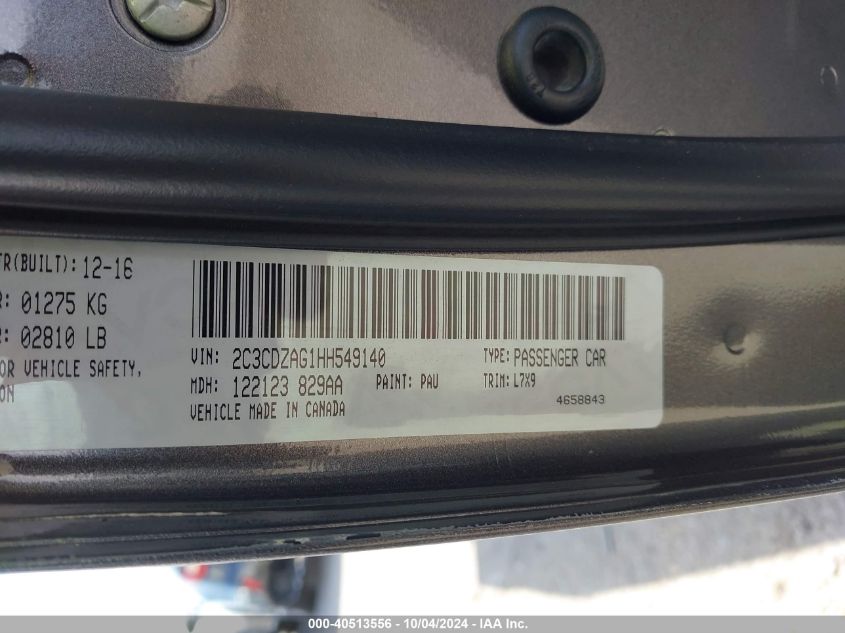 TR(BUILT): 12-16
R: 01275 KG
R: 02810 LB
OR VEHICLE SAFETY,
ON
VIN: 2C3CDZAG1HH549140
TYPE: PASSENGER CAR
MDH: 122123 829AA
PAINT: PAU
TRIM: L7X9
VEHICLE MADE IN CANADA
4658843
000-40513556 - 10/04/2024 - IAA Inc.